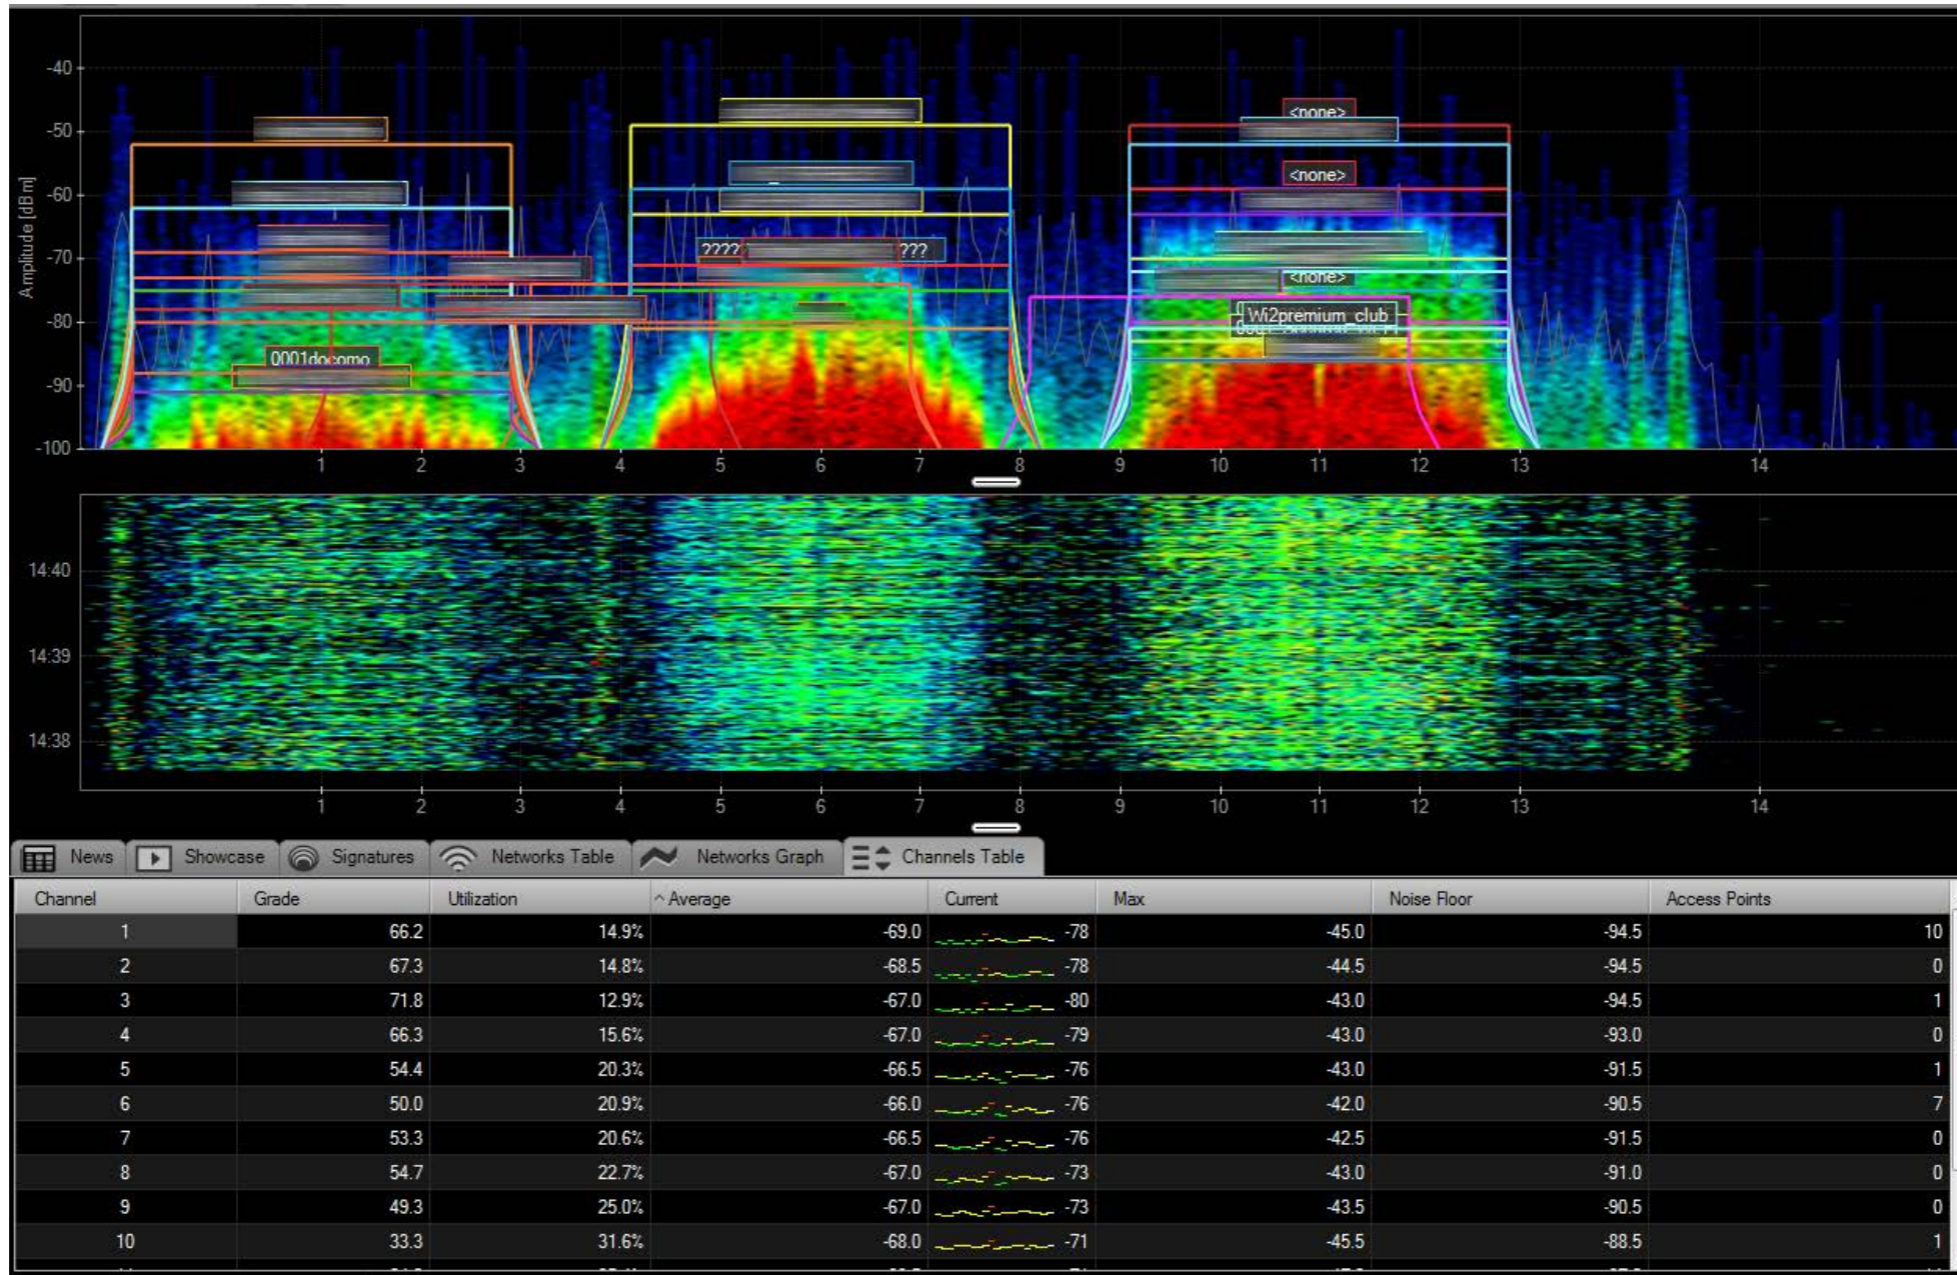 Amplitude [dBm]
-40
-50
-60
-70
-80
-90
-100
<none>
<none>
????
???
<none>
Wi2premium_club
0001docomo
1 2 3 4 5 6 7 8 9 10 11 12 13 14
14:40
14:39
14:38
1 2 3 4 5 6 7 8 9 10 11 12 13 14
News Showcase Signatures Networks Table Networks Graph Channels Table
Channel Grade Utilization Average Current Max Noise Floor Access Points
1 66.2 14.9% -69.0 -78 -45.0 -94.5 10
2 67.3 14.8% -68.5 -78 -44.5 -94.5 0
3 71.8 12.9% -67.0 -80 -43.0 -94.5 1
4 66.3 15.6% -67.0 -79 -43.0 -93.0 0
5 54.4 20.3% -66.5 -76 -43.0 -91.5 1
6 50.0 20.9% -66.0 -76 -42.0 -90.5 7
7 53.3 20.6% -66.5 -76 -42.5 -91.5 0
8 54.7 22.7% -67.0 -73 -43.0 -91.0 0
9 49.3 25.0% -67.0 -73 -43.5 -90.5 0
10 33.3 31.6% -68.0 -71 -45.5 -88.5 1